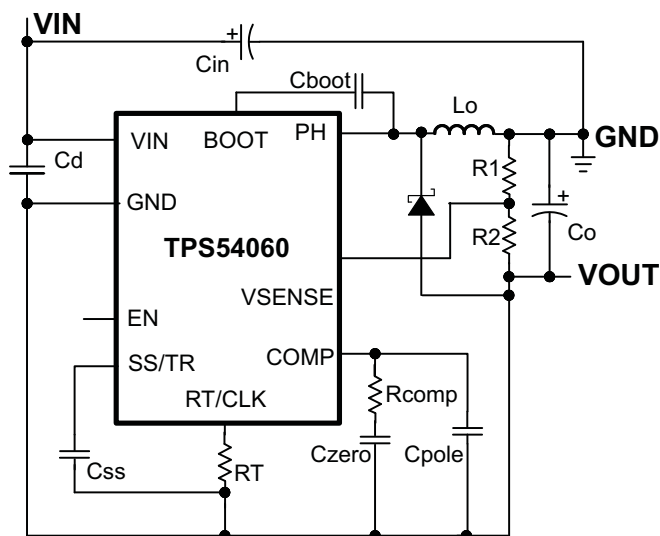 VIN
Cin
+
Cboot
Lo
VIN
BOOT
PH
GND
Cd
R1
GND
+
TPS54060
R2
Co
VOUT
VSENSE
EN
COMP
SS/TR
RT/CLK
Rcomp
Css
RT
Czero
Cpole